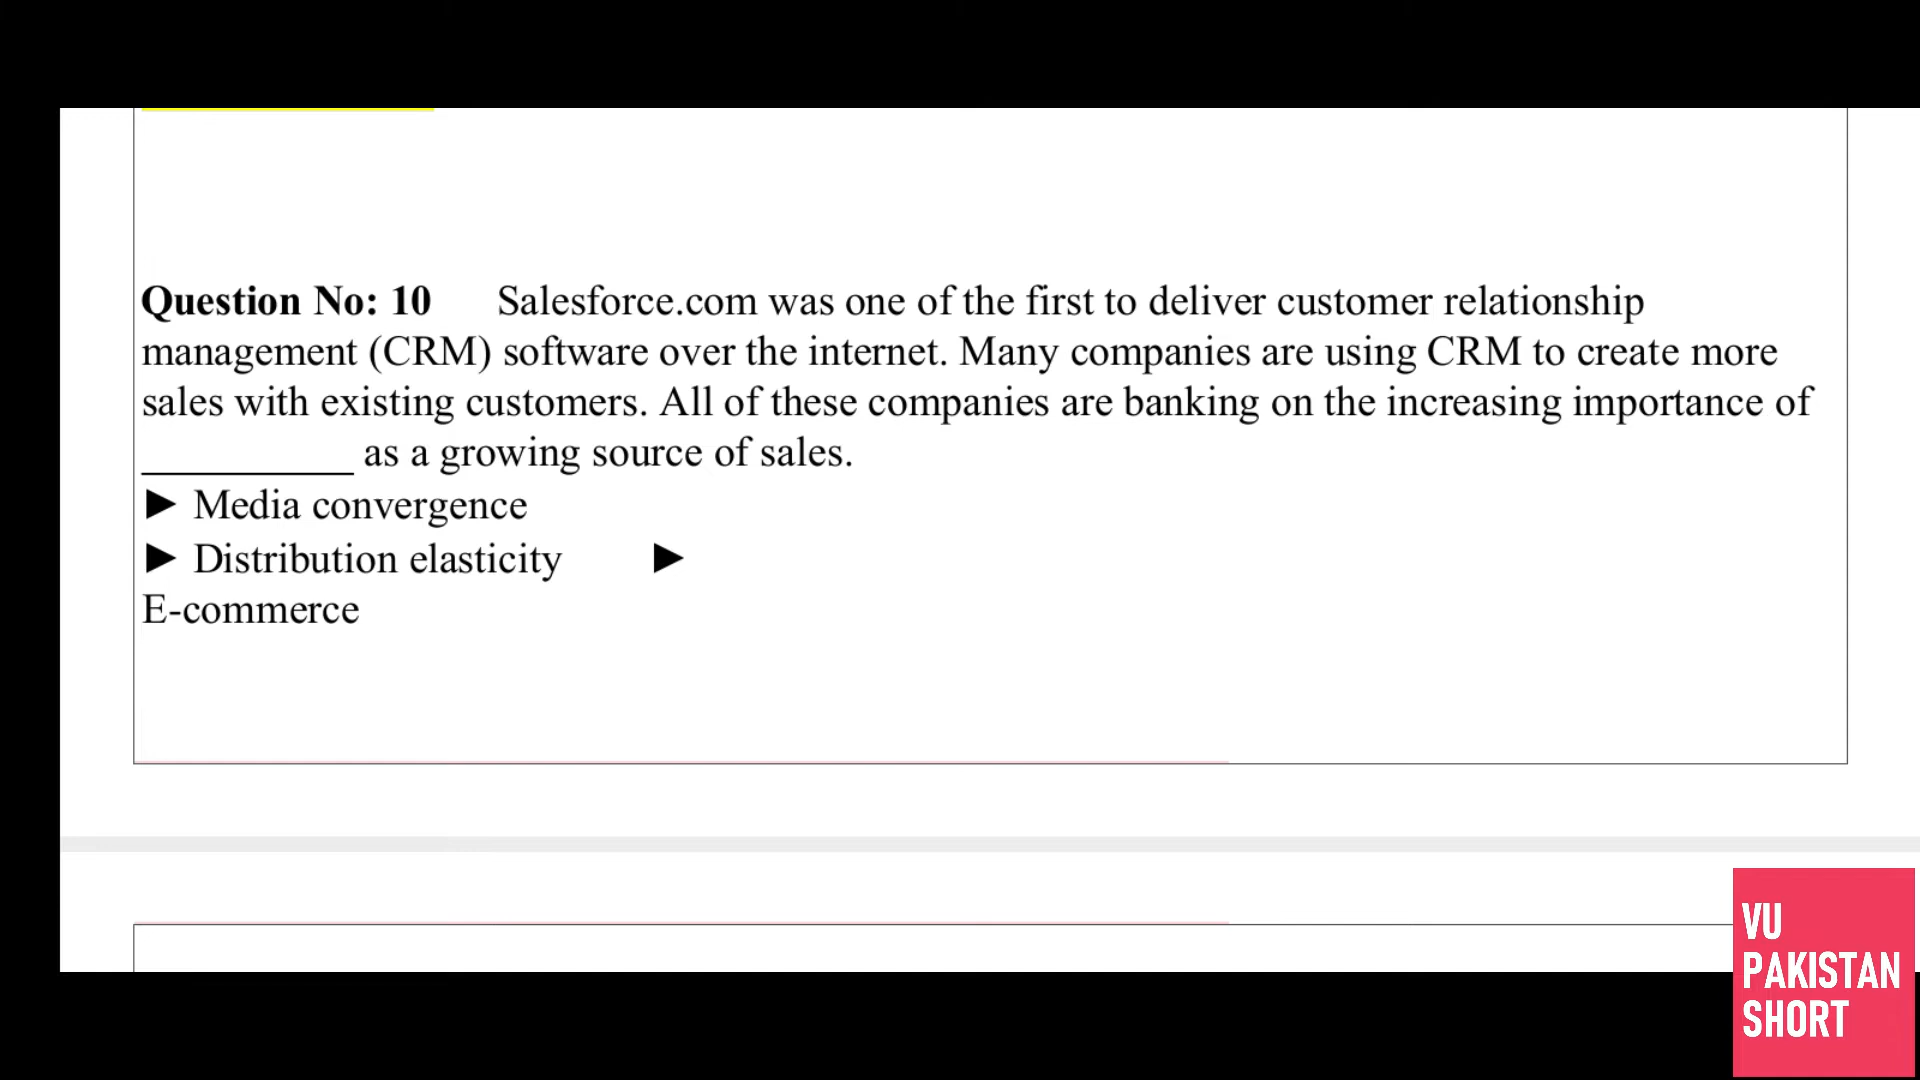 Question No: 10 Salesforce.com was one of the first to deliver customer relationship
management (CRM) software over the internet. Many companies are using CRM to create more
sales with existing customers. All of these companies are banking on the increasing importance of
__________ as a growing source of sales.
► Media convergence
► Distribution elasticity ►
E-commerce
VU
PAKISTAN
SHORT